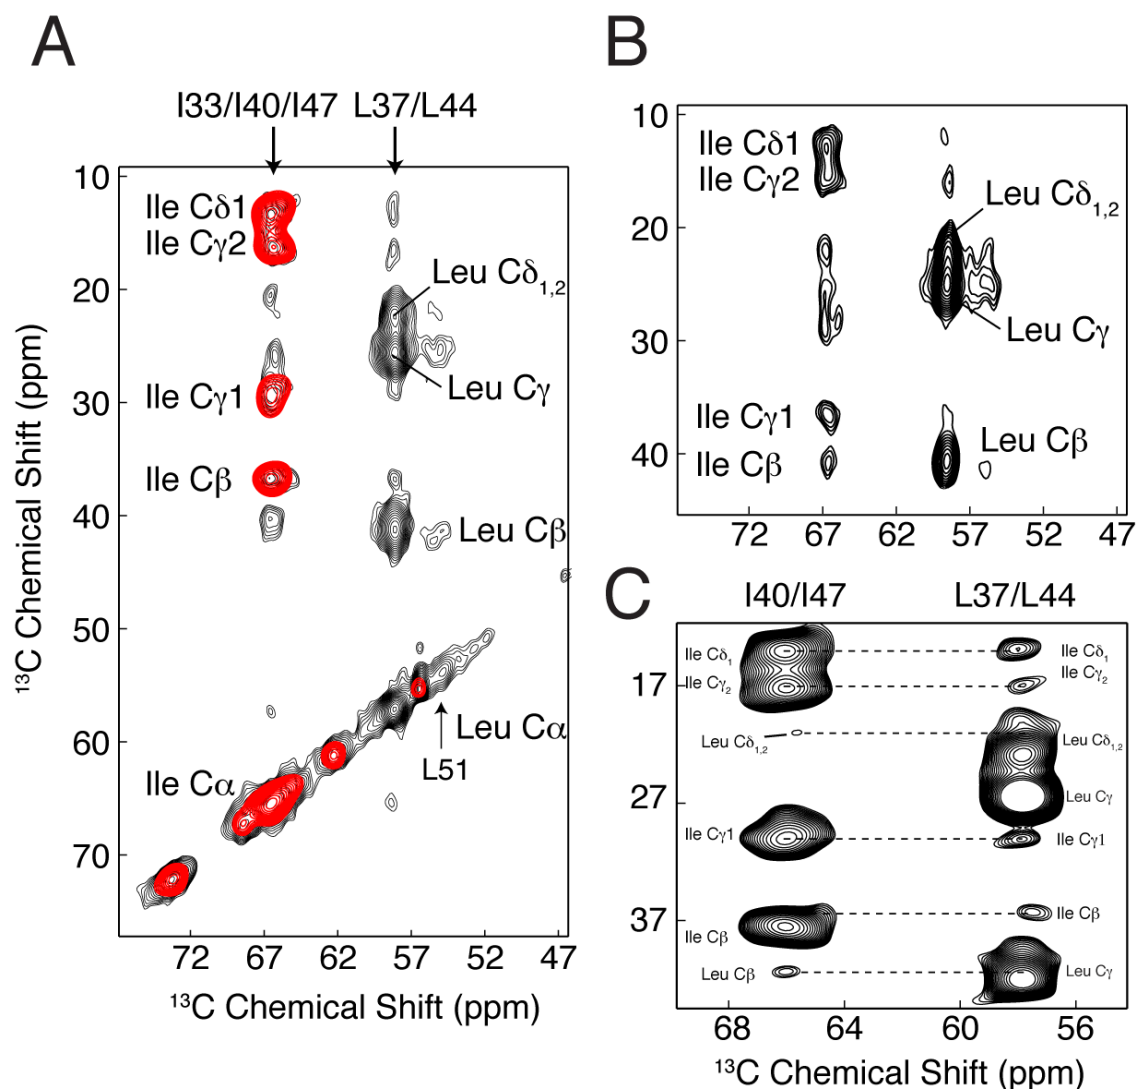 A
I33/I40/I47 L37/L44
10
20
30
40
50
60
70
Ile Cδ1
Ile Cγ2
Leu Cδ1,2
Leu Cγ
Ile Cγ1
Ile Cβ
Leu Cβ
Leu Cα
L51
Ile Cα
72 67 62 57 52 47
13C Chemical Shift (ppm)
13C Chemical Shift (ppm)
B
10
20
30
40
Ile Cδ1
Ile Cγ2
Leu Cδ1,2
Leu Cγ
Ile Cγ1
Leu Cβ
Ile Cβ
72 67 62 57 52 47
C
I40/I47 L37/L44
17
27
37
Ile Cδ1 Ile Cδ1
Ile Cγ2 Ile Cγ2
Leu Cδ1,2 Leu Cδ1,2
Leu Cγ
Ile Cγ1 Ile Cγ1
Ile Cβ Ile Cβ
Leu Cβ Leu Cγ
68 64 60 56
13C Chemical Shift (ppm)